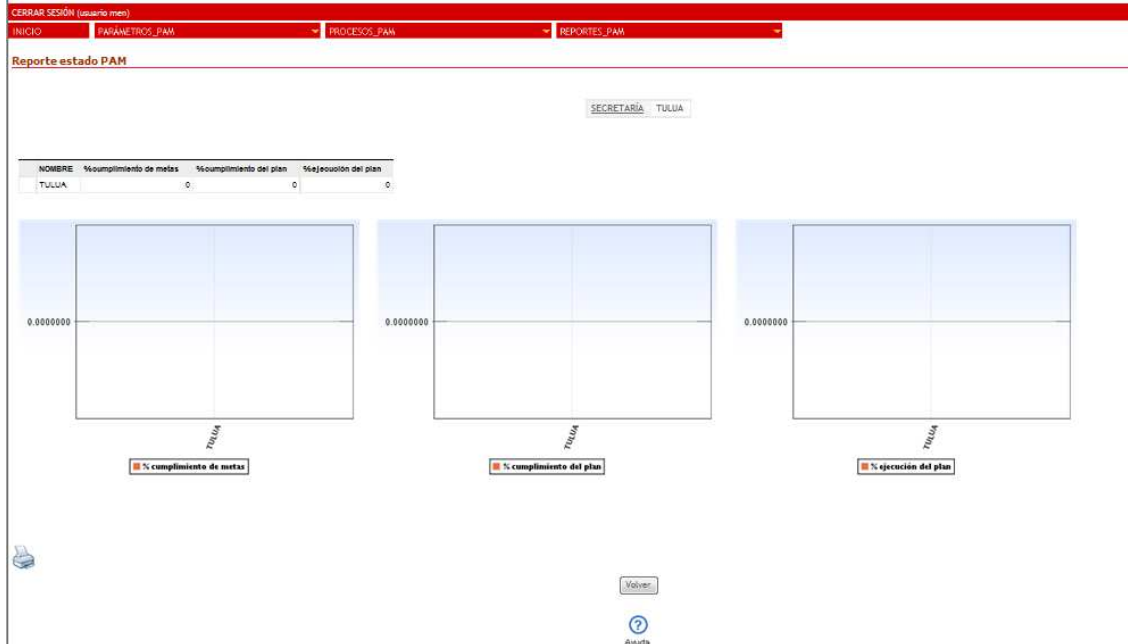 CERRAR SESIÓN (usuario men)
INICIO PARÁMETROS_PAM PROCESOS_PAM REPORTES_PAM
Reporte estado PAM
SECRETARÍA TULUA
NOMBRE %cumplimiento de metas %cumplimiento del plan %ejecución del plan
TULUA 0 0 0
0.0000000 0.0000000 0.0000000
TULUA TULUA TULUA
% cumplimiento de metas % cumplimiento del plan % ejecución del plan
Volver
Ayuda